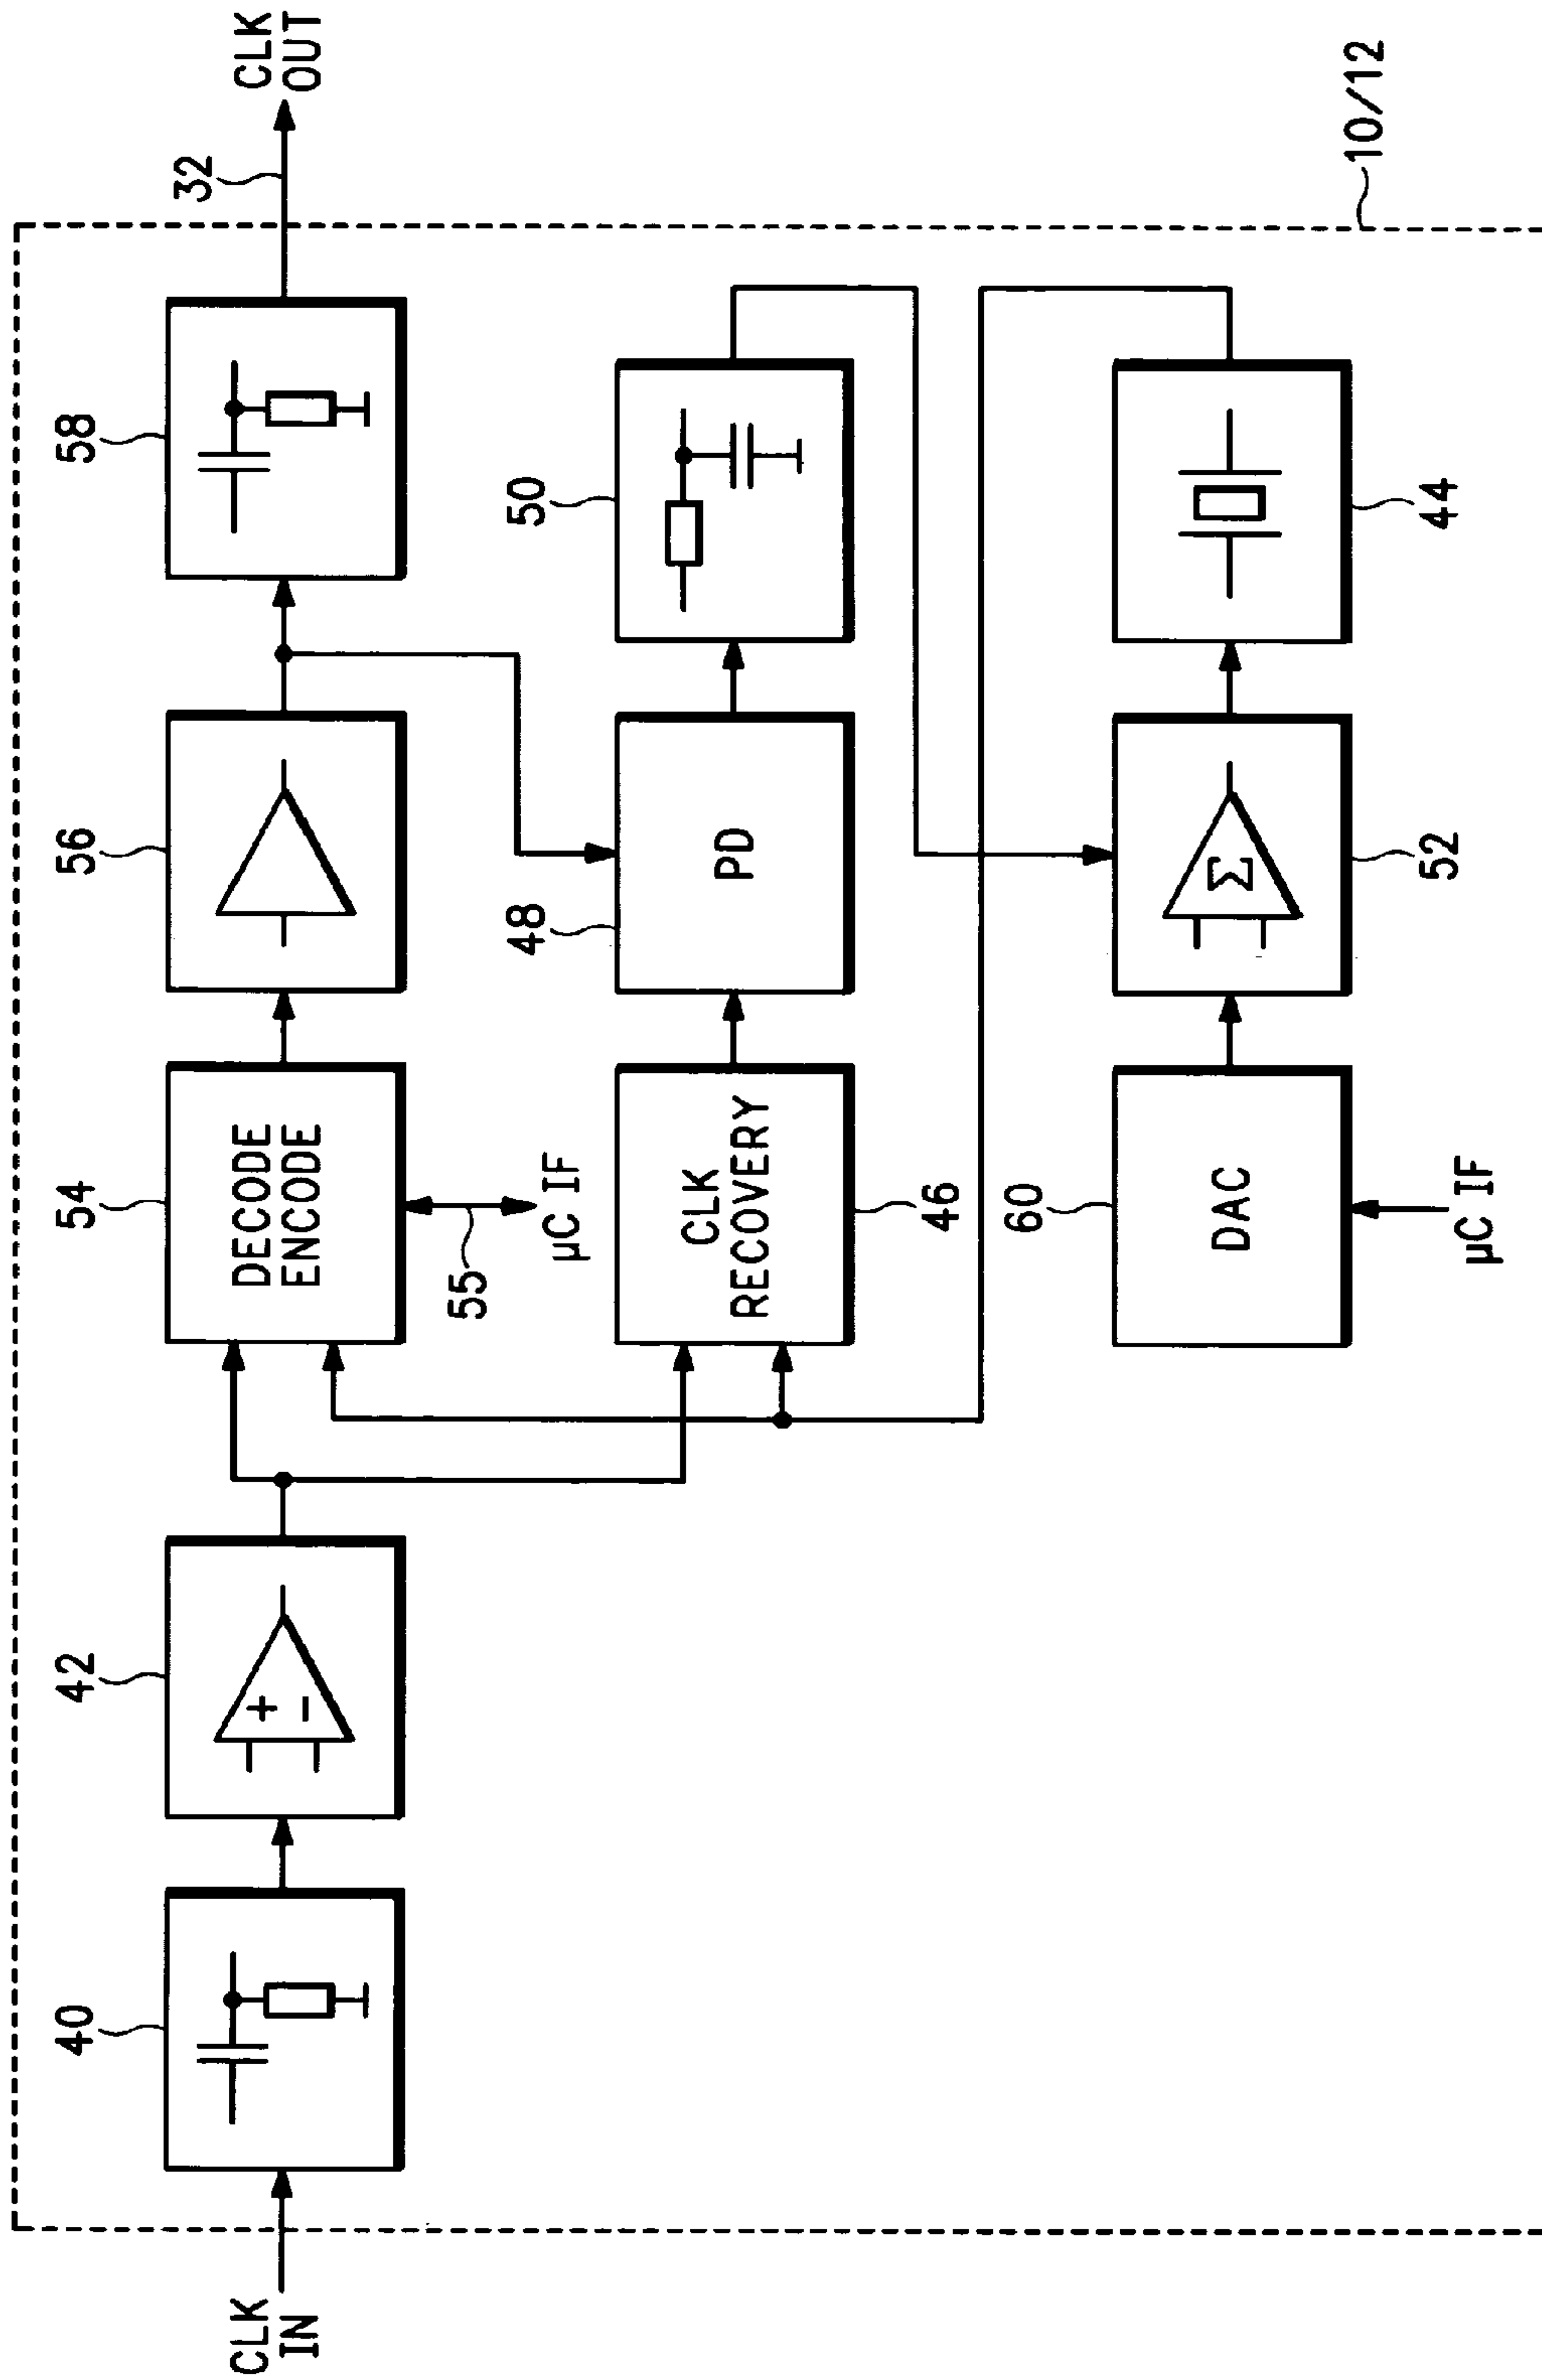 40
42
54
56
58
32
CLK
IN
CLK
OUT
DECODE
ENCODE
55
µC IF
48
50
CLK
RECOVERY
PD
46
60
DAC
Σ
µC IF
52
44
10/12
+
−